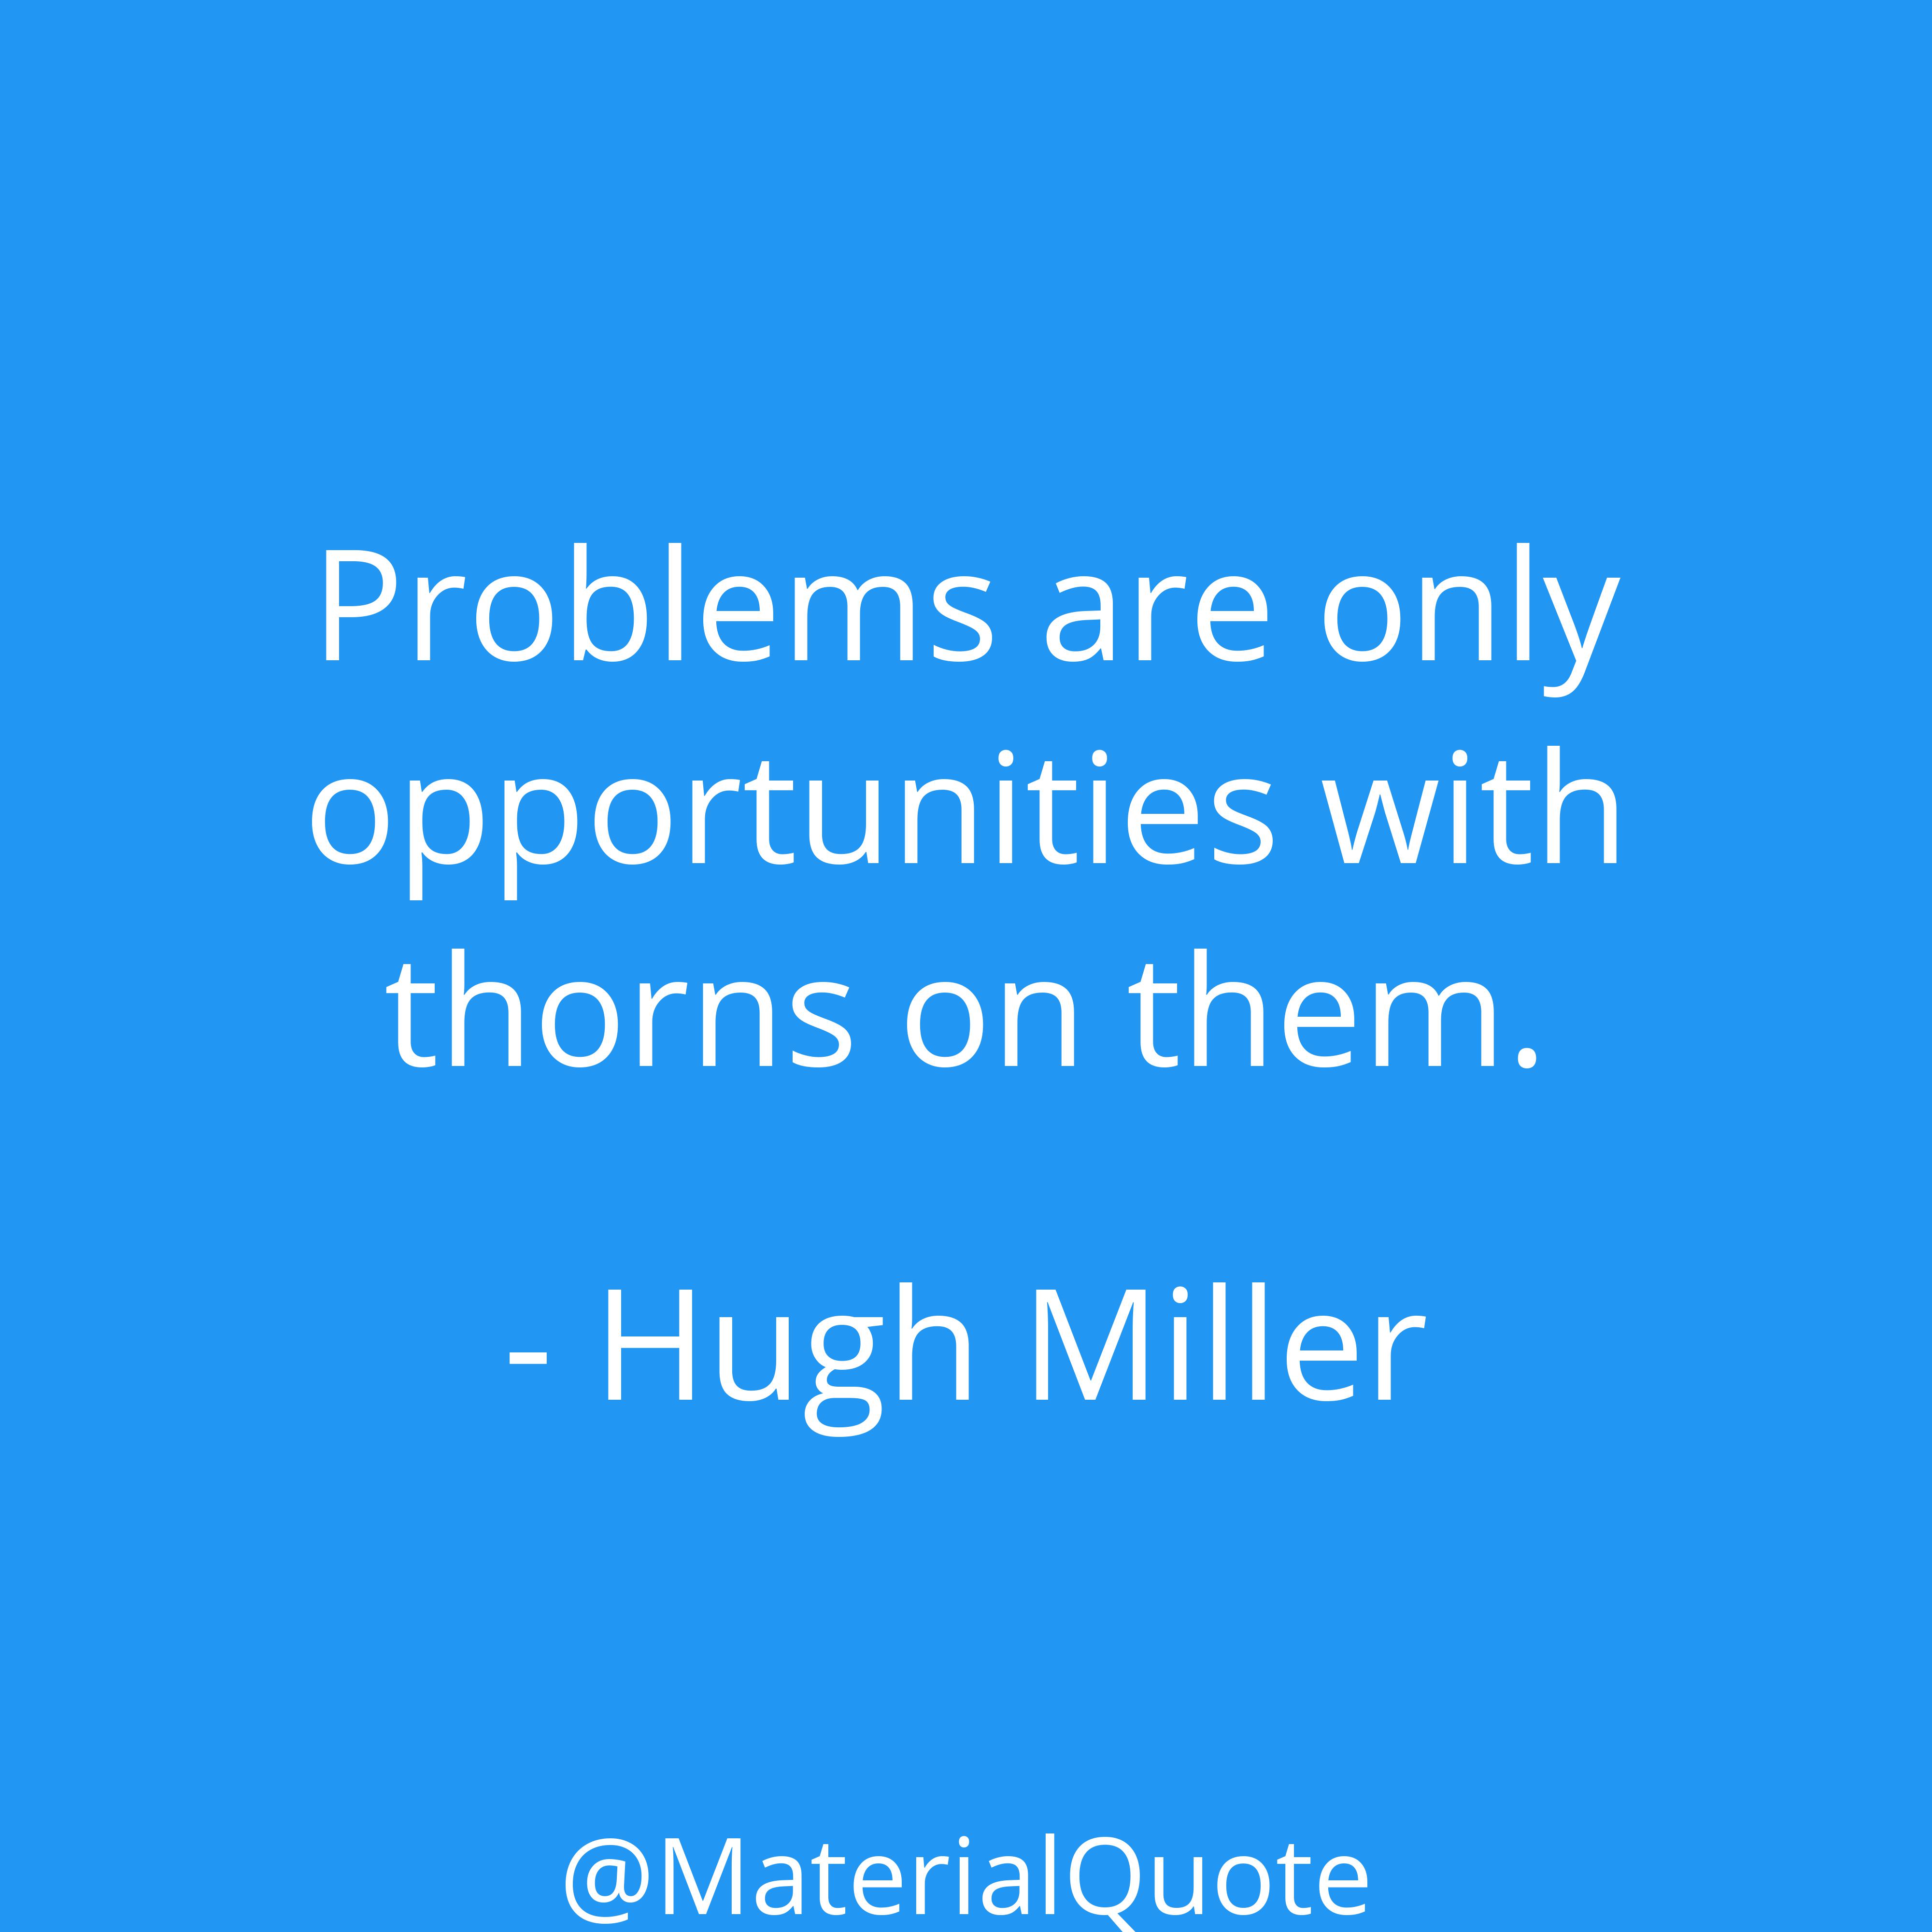 Problems are only
opportunities with
thorns on them.
- Hugh Miller
@MaterialQuote